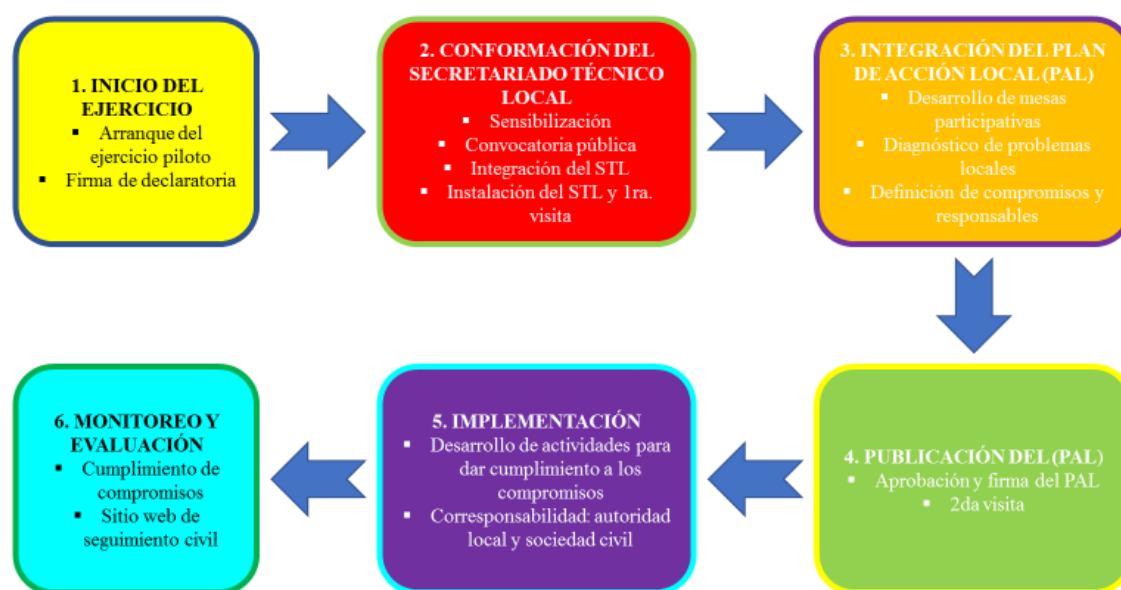 1. INICIO DEL
EJERCICIO
▪ Arranque del
ejercicio piloto
▪ Firma de declaratoria
2. CONFORMACIÓN DEL
SECRETARIADO TÉCNICO
LOCAL
▪ Sensibilización
▪ Convocatoria pública
▪ Integración del STL
▪ Instalación del STL y 1ra.
visita
3. INTEGRACIÓN DEL PLAN
DE ACCIÓN LOCAL (PAL)
▪ Desarrollo de mesas
participativas
▪ Diagnóstico de problemas
locales
▪ Definición de compromisos y
responsables
4. PUBLICACIÓN DEL (PAL)
▪ Aprobación y firma del PAL
▪ 2da visita
5. IMPLEMENTACIÓN
▪ Desarrollo de actividades para
dar cumplimiento a los
compromisos
▪ Corresponsabilidad: autoridad
local y sociedad civil
6. MONITOREO Y
EVALUACIÓN
▪ Cumplimiento de
compromisos
▪ Sitio web de
seguimiento civil